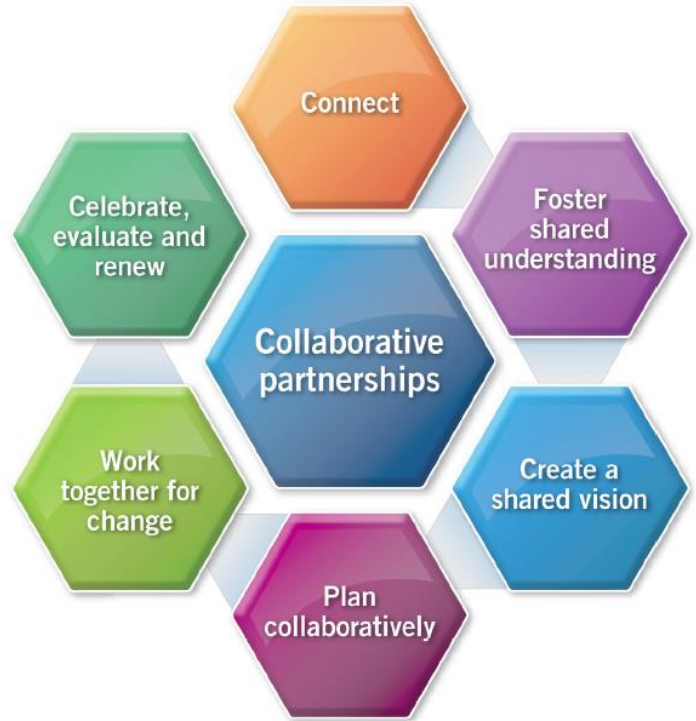 Connect
Foster
shared
understanding
Create a
shared vision
Plan
collaboratively
Work
together for
change
Celebrate,
evaluate and
renew
Collaborative
partnerships